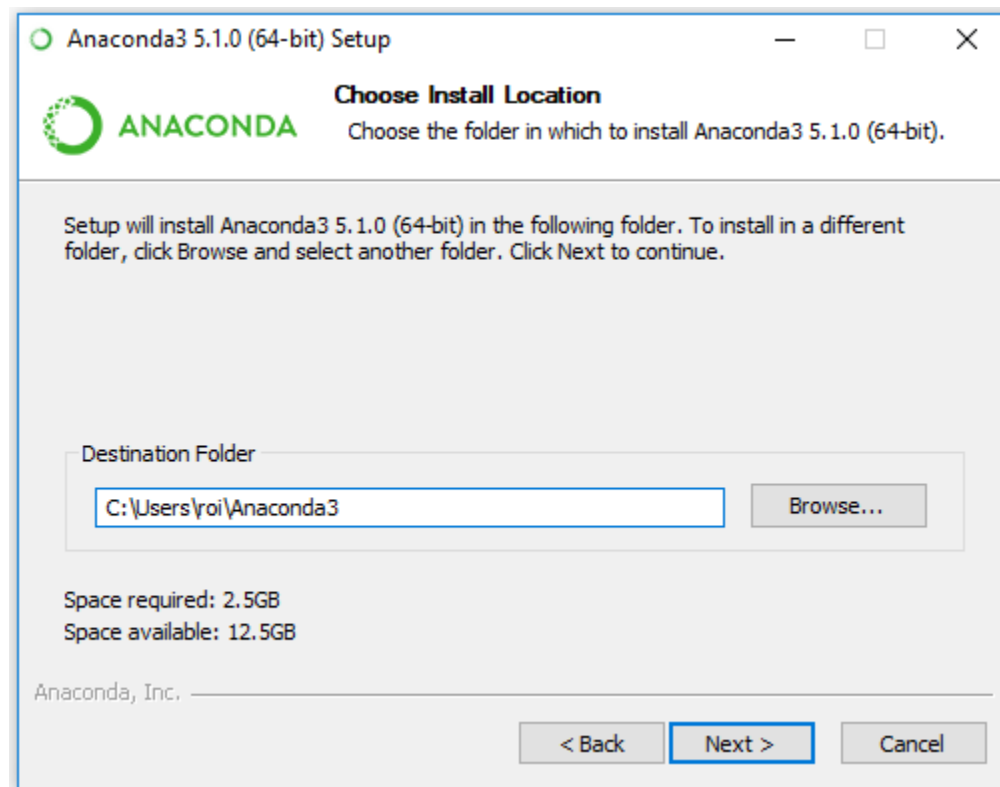 Anaconda3 5.1.0 (64-bit) Setup
ANACONDA
Choose Install Location
Choose the folder in which to install Anaconda3 5.1.0 (64-bit).
Setup will install Anaconda3 5.1.0 (64-bit) in the following folder. To install in a different
folder, click Browse and select another folder. Click Next to continue.
Destination Folder
C:\Users\roi\Anaconda3
Browse...
Space required: 2.5GB
Space available: 12.5GB
Anaconda, Inc.
< Back
Next >
Cancel